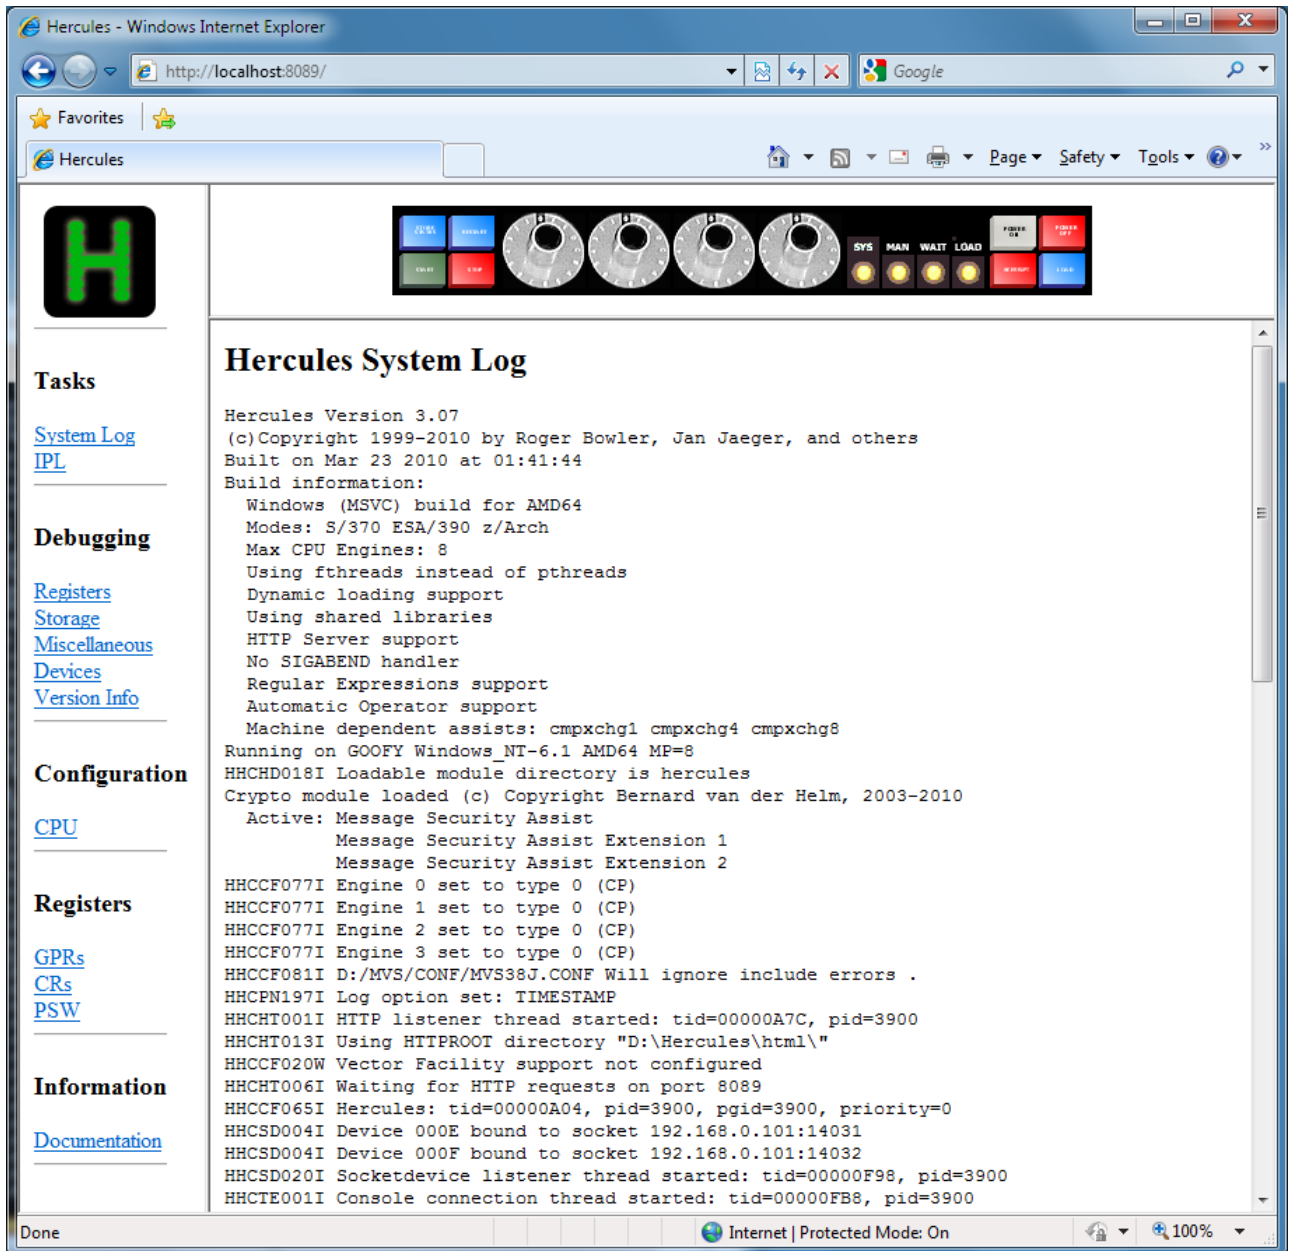 Hercules - Windows Internet Explorer
http://localhost:8089/
Google
Favorites
Hercules
Page
Safety
Tools
H
SYS MAN WAIT LOAD
POWER ON
POWER OFF
START
STOP
INTERRUPT
LOAD
Tasks
System Log
IPL
Debugging
Registers
Storage
Miscellaneous
Devices
Version Info
Configuration
CPU
Registers
GPRs
CRs
PSW
Information
Documentation
Hercules System Log
Hercules Version 3.07
(c)Copyright 1999-2010 by Roger Bowler, Jan Jaeger, and others
Built on Mar 23 2010 at 01:41:44
Build information:
Windows (MSVC) build for AMD64
Modes: S/370 ESA/390 z/Arch
Max CPU Engines: 8
Using fthreads instead of pthreads
Dynamic loading support
Using shared libraries
HTTP Server support
No SIGABEND handler
Regular Expressions support
Automatic Operator support
Machine dependent assists: cmpxchg1 cmpxchg4 cmpxchg8
Running on GOOFY Windows_NT-6.1 AMD64 MP=8
HHCHD018I Loadable module directory is hercules
Crypto module loaded (c) Copyright Bernard van der Helm, 2003-2010
Active: Message Security Assist
Message Security Assist Extension 1
Message Security Assist Extension 2
HHCCF077I Engine 0 set to type 0 (CP)
HHCCF077I Engine 1 set to type 0 (CP)
HHCCF077I Engine 2 set to type 0 (CP)
HHCCF077I Engine 3 set to type 0 (CP)
HHCCF081I D:/MVS/CONF/MVS38J.CONF Will ignore include errors .
HHCPN197I Log option set: TIMESTAMP
HHCHT001I HTTP listener thread started: tid=00000A7C, pid=3900
HHCHT013I Using HTTPROOT directory "D:\Hercules\html\"
HHCCF020W Vector Facility support not configured
HHCHT006I Waiting for HTTP requests on port 8089
HHCCF065I Hercules: tid=00000A04, pid=3900, pgid=3900, priority=0
HHCSD004I Device 000E bound to socket 192.168.0.101:14031
HHCSD004I Device 000F bound to socket 192.168.0.101:14032
HHCSD020I Socketdevice listener thread started: tid=00000F98, pid=3900
HHCTE001I Console connection thread started: tid=00000FB8, pid=3900
Done
Internet | Protected Mode: On
100%